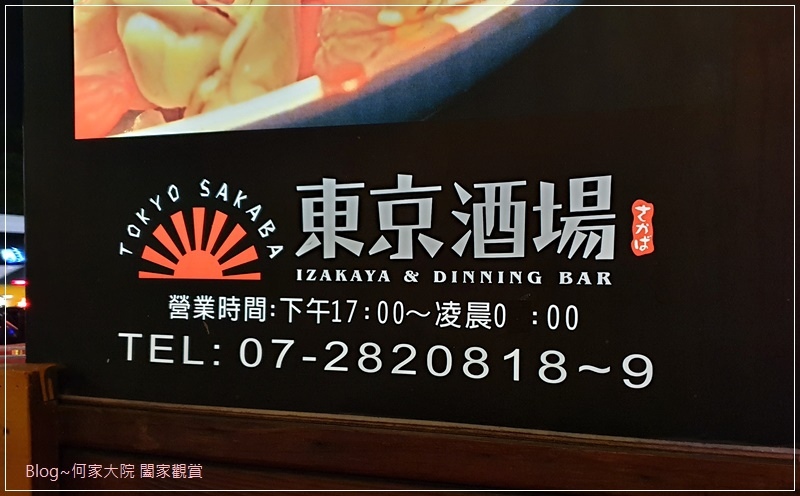 TOKYO SAKABA
東京酒場
さかば
IZAKAYA & DINNING BAR
營業時間:下午17:00～凌晨0 :00
TEL: 07-2820818~9
Blog~何家大院 闔家觀賞